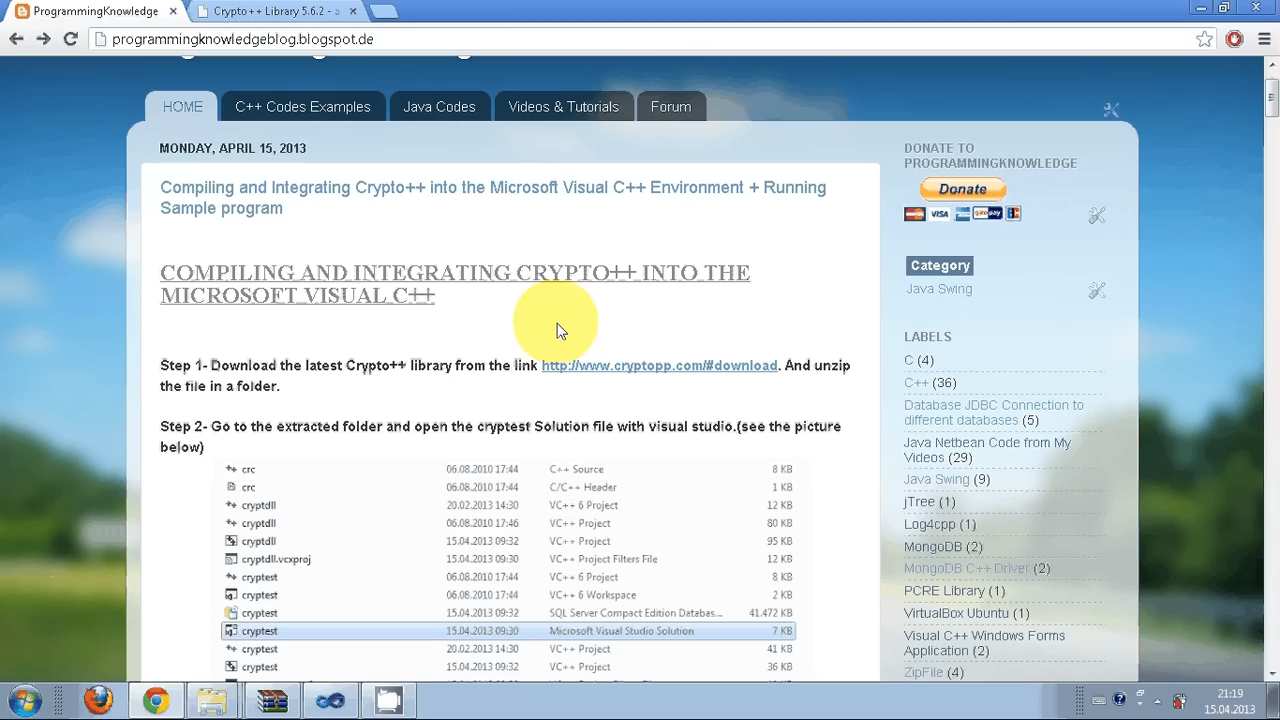 ProgrammingKnowledge
Crypto++ Library 5.6.2 - a
programmingknowledgeblog.blogspot.de
HOME
C++ Codes Examples
Java Codes
Videos & Tutorials
Forum
MONDAY, APRIL 15, 2013
Compiling and Integrating Crypto++ into the Microsoft Visual C++ Environment + Running
Sample program
COMPILING AND INTEGRATING CRYPTO++ INTO THE
MICROSOFT VISUAL C++
Step 1- Download the latest Crypto++ library from the link http://www.cryptopp.com/#download. And unzip
the file in a folder.
Step 2- Go to the extracted folder and open the cryptest Solution file with visual studio.(see the picture
below)
crc 06.08.2010 17:44 C++ Source 8 KB
crc 06.08.2010 17:44 C/C++ Header 1 KB
cryptdll 20.02.2013 14:30 VC++ 6 Project 12 KB
cryptdll 06.08.2010 17:46 VC++ Project 80 KB
cryptdll 15.04.2013 09:32 VC++ Project 95 KB
cryptdll.vcxproj 15.04.2013 09:30 VC++ Project Filters File 12 KB
cryptest 06.08.2010 17:44 VC++ 6 Project 8 KB
cryptest 06.08.2010 17:44 VC++ 6 Workspace 2 KB
cryptest 15.04.2013 09:32 SQL Server Compact Edition Databas... 41.472 KB
cryptest 15.04.2013 09:30 Microsoft Visual Studio Solution 7 KB
cryptest 20.02.2013 14:30 VC++ Project 41 KB
cryptest 15.04.2013 09:32 VC++ Project 36 KB
DONATE TO
PROGRAMMINGKNOWLEDGE
Donate
VISA
Category
Java Swing
LABELS
C (4)
C++ (36)
Database JDBC Connection to
different databases (5)
Java Netbean Code from My
Videos (29)
Java Swing (9)
jTree (1)
Log4cpp (1)
MongoDB (2)
MongoDB C++ Driver (2)
PCRE Library (1)
VirtualBox Ubuntu (1)
Visual C++ Windows Forms
Application (2)
ZipFile (4)
21:19
15.04.2013